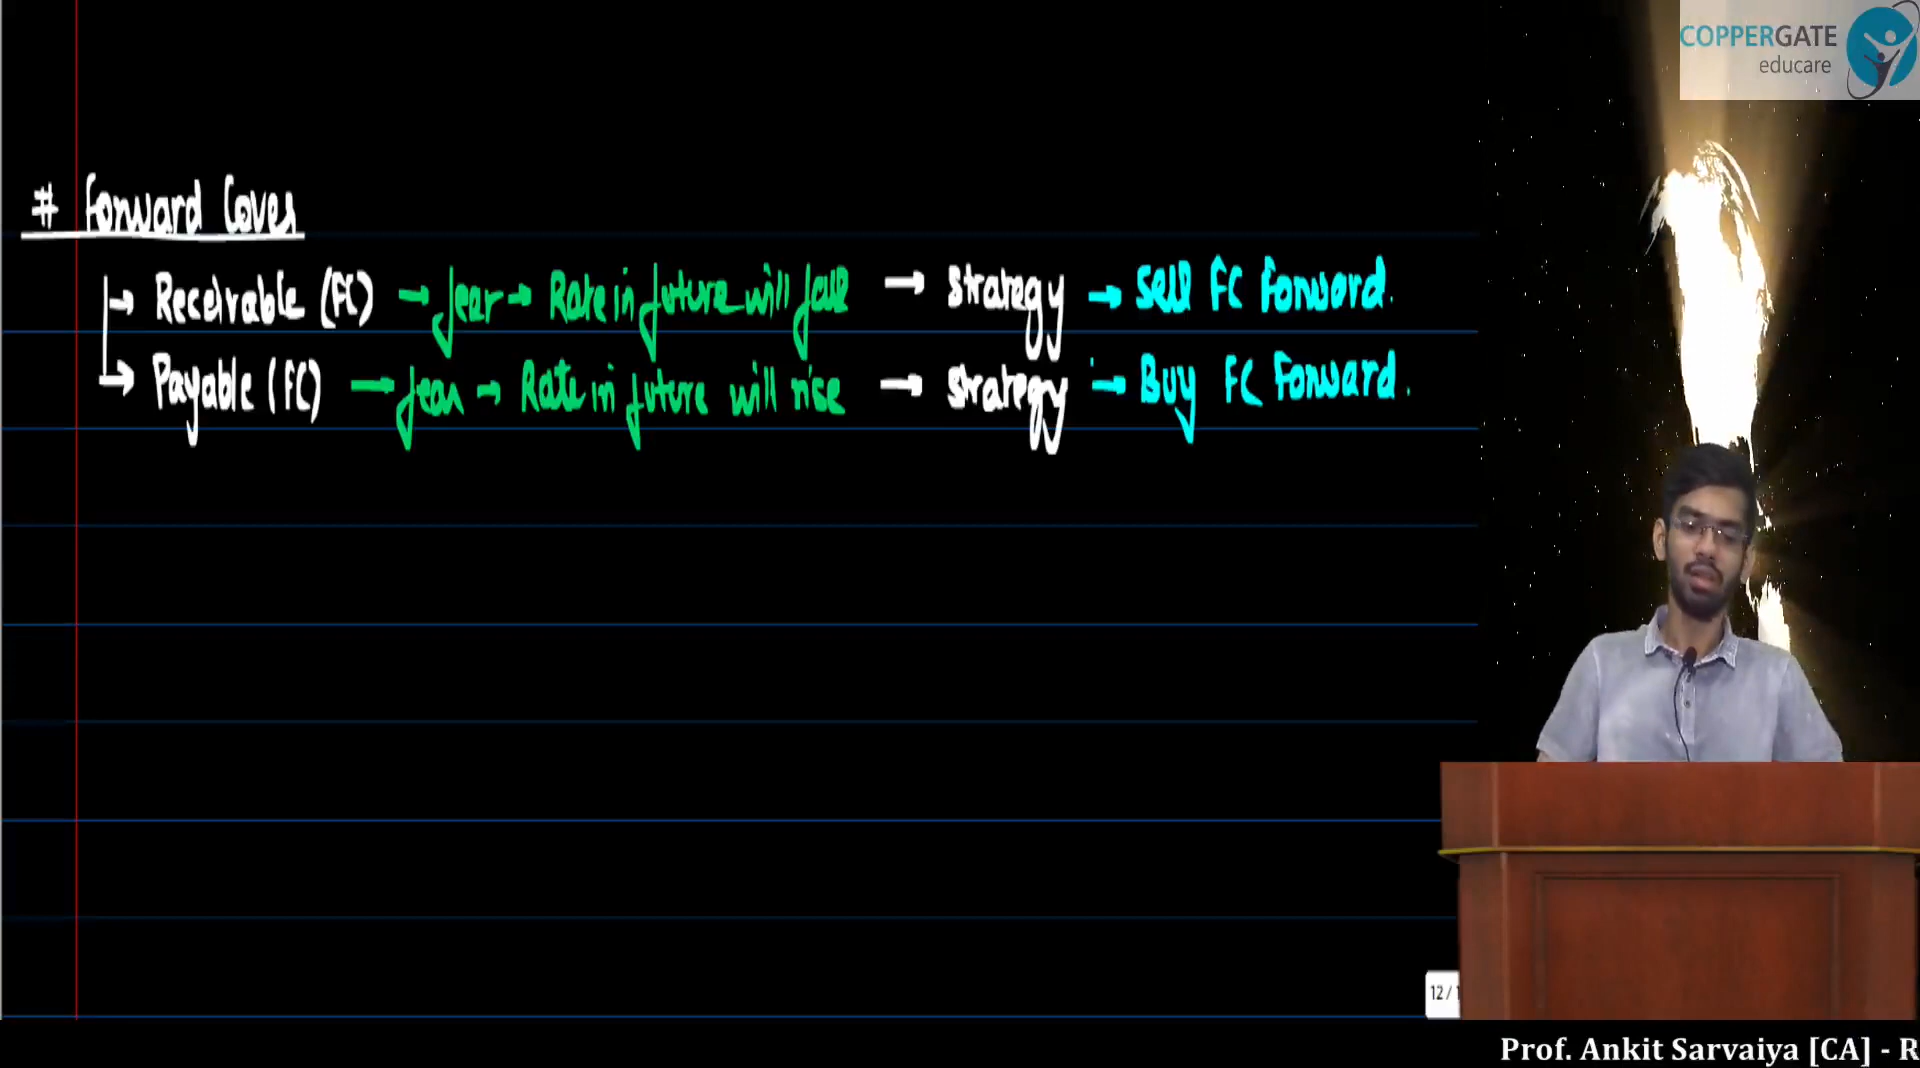 COPPERGATE
educare
# Forward Cover
Receivable (FC) → fear → Rate in future will fall → strategy → Sell FC Forward.
Payable (FC) → fear → Rate in future will rise → strategy → Buy FC Forward.
12 / 1
Prof. Ankit Sarvaiya [CA] - R